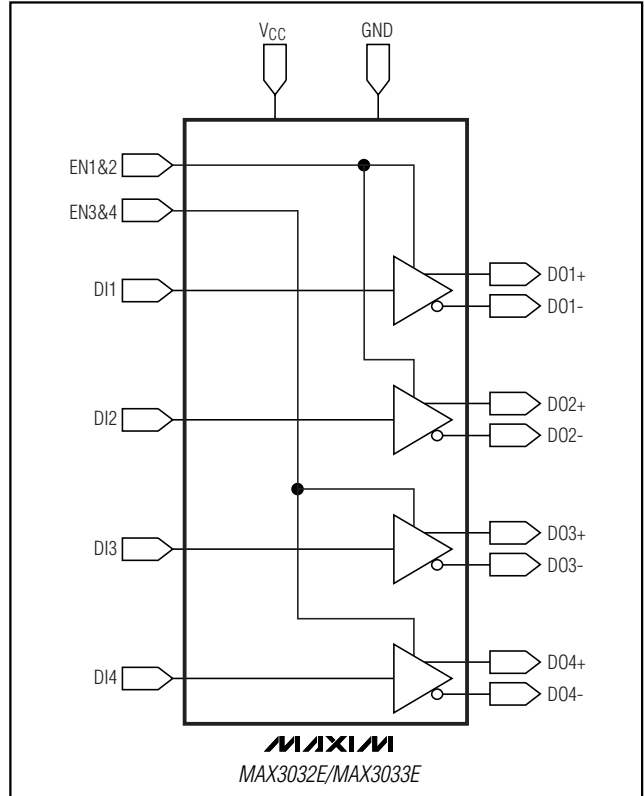 VCC GND
EN1&2
EN3&4
DI1
DO1+
DO1-
DI2
DO2+
DO2-
DI3
DO3+
DO3-
DI4
DO4+
DO4-
MAXIM
MAX3032E/MAX3033E